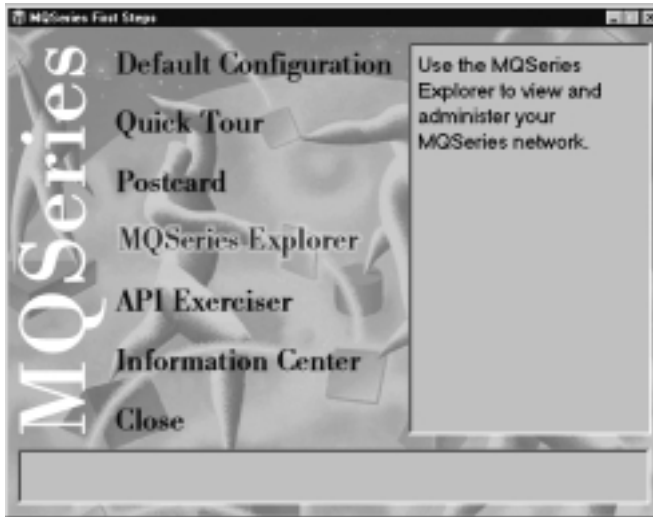 MQSeries First Steps
MQSeries
Default Configuration
Quick Tour
Postcard
MQSeries Explorer
API Exerciser
Information Center
Close
Use the MQSeries
Explorer to view and
administer your
MQSeries network.